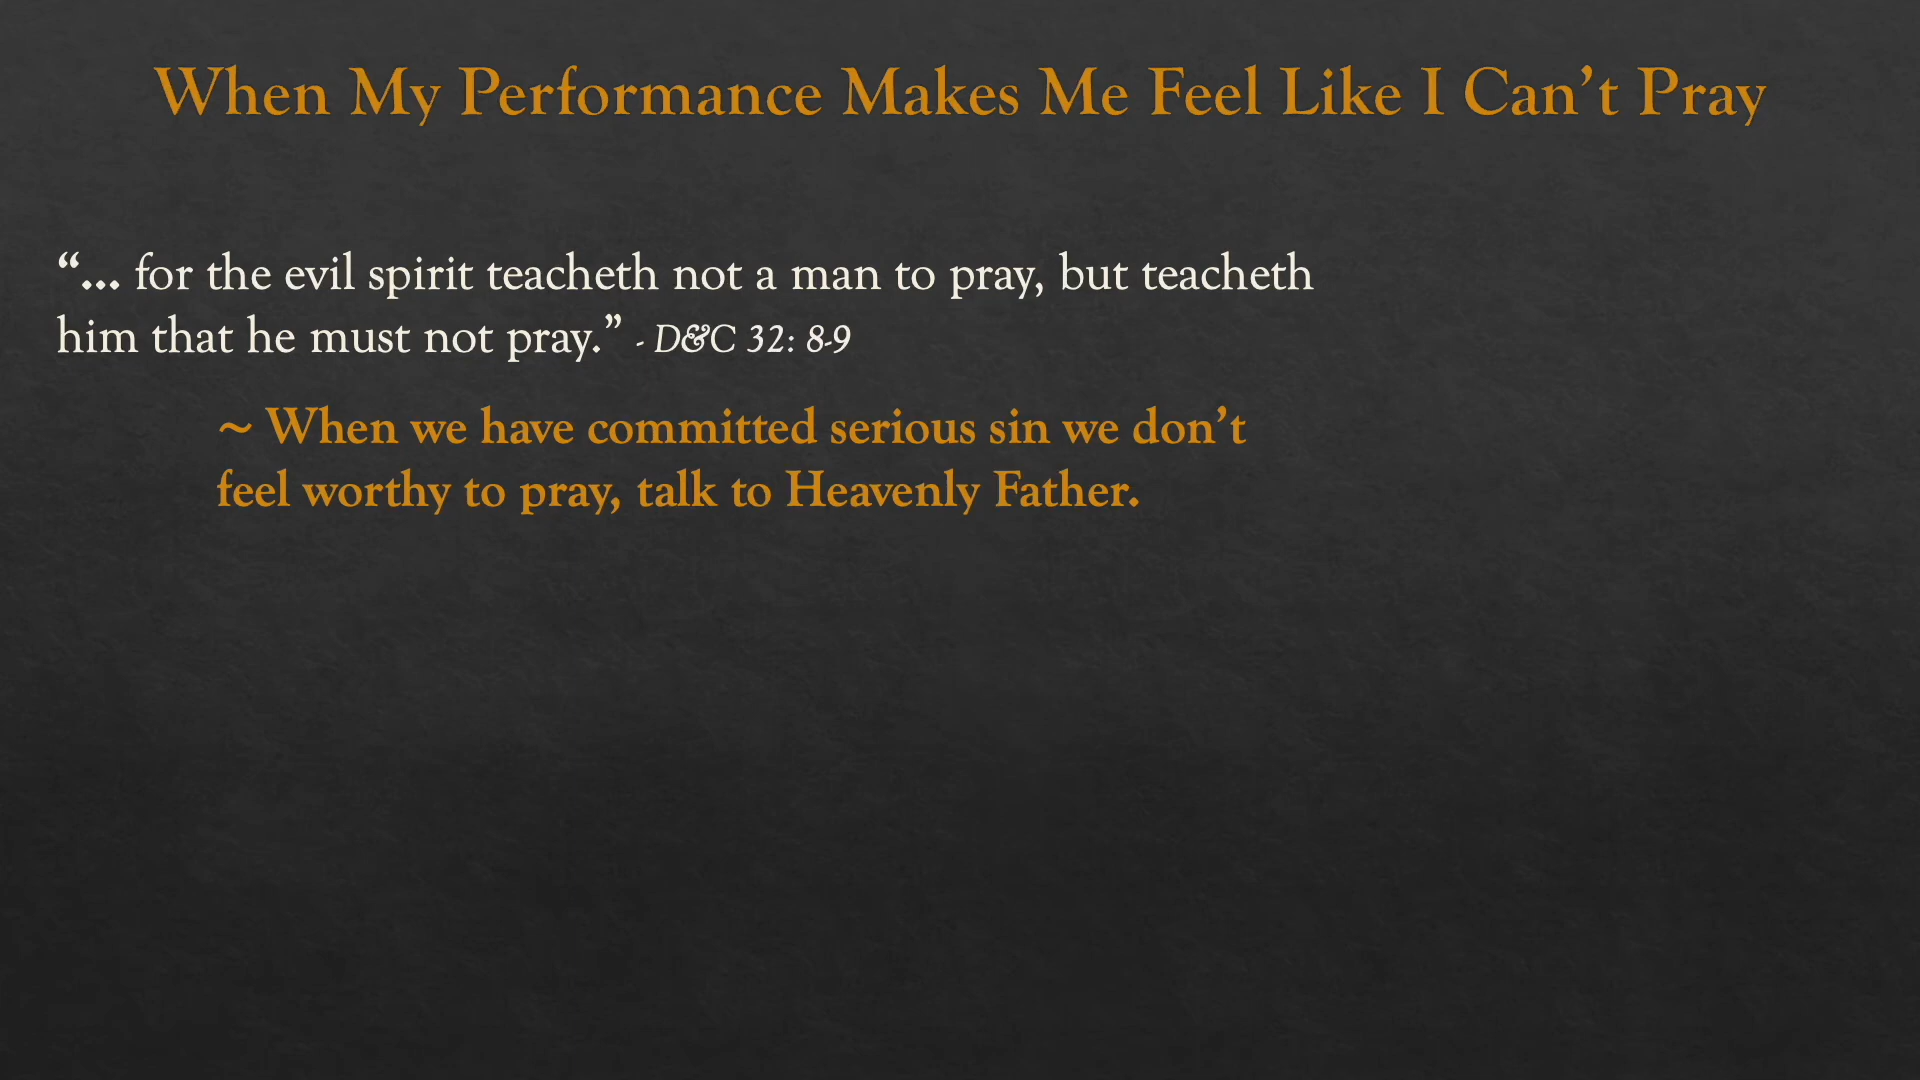 When My Performance Makes Me Feel Like I Can’t Pray
“… for the evil spirit teacheth not a man to pray, but teacheth
him that he must not pray.” - D&C 32: 8-9
~ When we have committed serious sin we don’t
feel worthy to pray, talk to Heavenly Father.